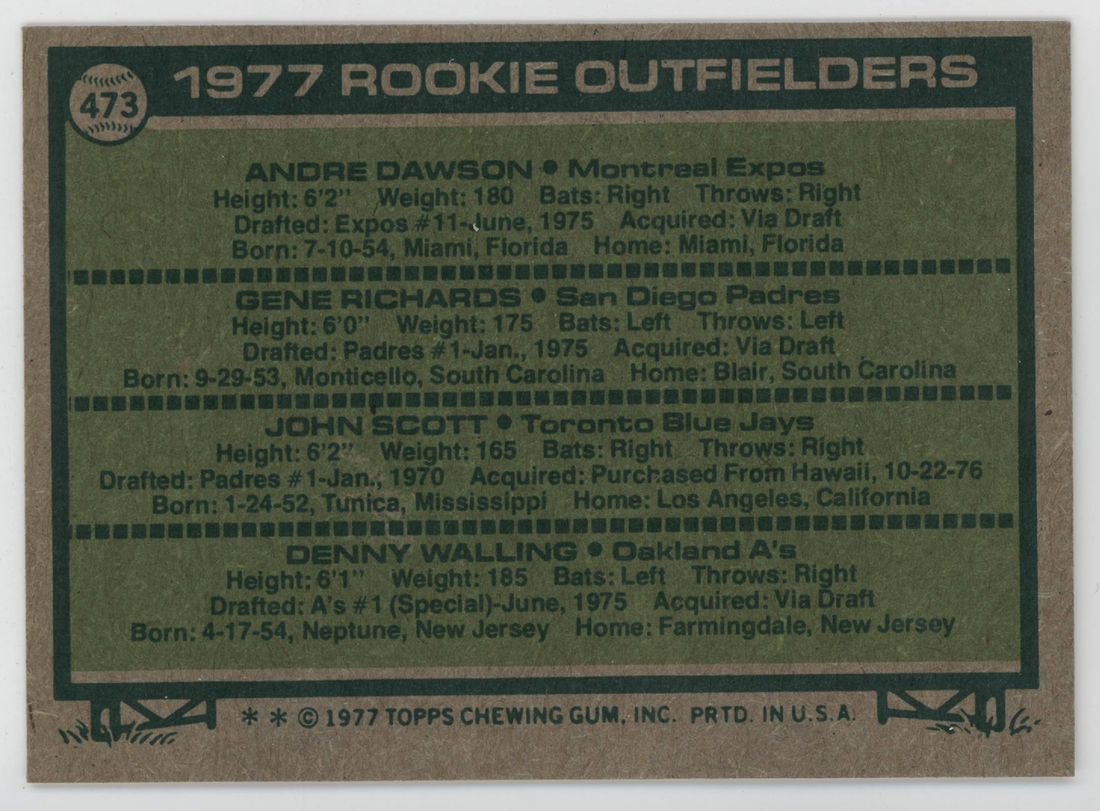 473
1977 ROOKIE OUTFIELDERS
ANDRE DAWSON • Montreal Expos
Height: 6'2" Weight: 180 Bats: Right Throws: Right
Drafted: Expos #11-June, 1975 Acquired: Via Draft
Born: 7-10-54, Miami, Florida Home: Miami, Florida
GENE RICHARDS • San Diego Padres
Height: 6'0" Weight: 175 Bats: Left Throws: Left
Drafted: Padres #1-Jan., 1975 Acquired: Via Draft
Born: 9-29-53, Monticello, South Carolina Home: Blair, South Carolina
JOHN SCOTT • Toronto Blue Jays
Height: 6'2" Weight: 165 Bats: Right Throws: Right
Drafted: Padres #1-Jan., 1970 Acquired: Purchased From Hawaii, 10-22-76
Born: 1-24-52, Tunica, Mississippi Home: Los Angeles, California
DENNY WALLING • Oakland A's
Height: 6'1" Weight: 185 Bats: Left Throws: Right
Drafted: A's #1 (Special)-June, 1975 Acquired: Via Draft
Born: 4-17-54, Neptune, New Jersey Home: Farmingdale, New Jersey
* * © 1977 TOPPS CHEWING GUM, INC. PRTD. IN U.S.A.